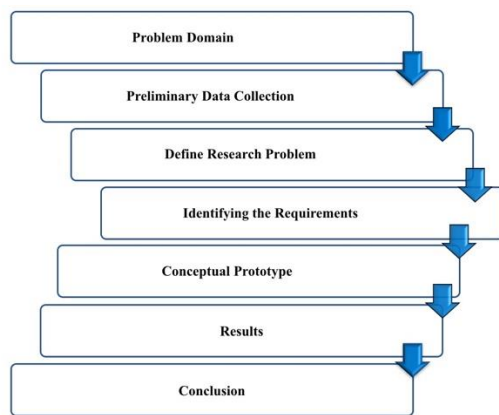 Problem Domain
Preliminary Data Collection
Define Research Problem
Identifying the Requirements
Conceptual Prototype
Results
Conclusion